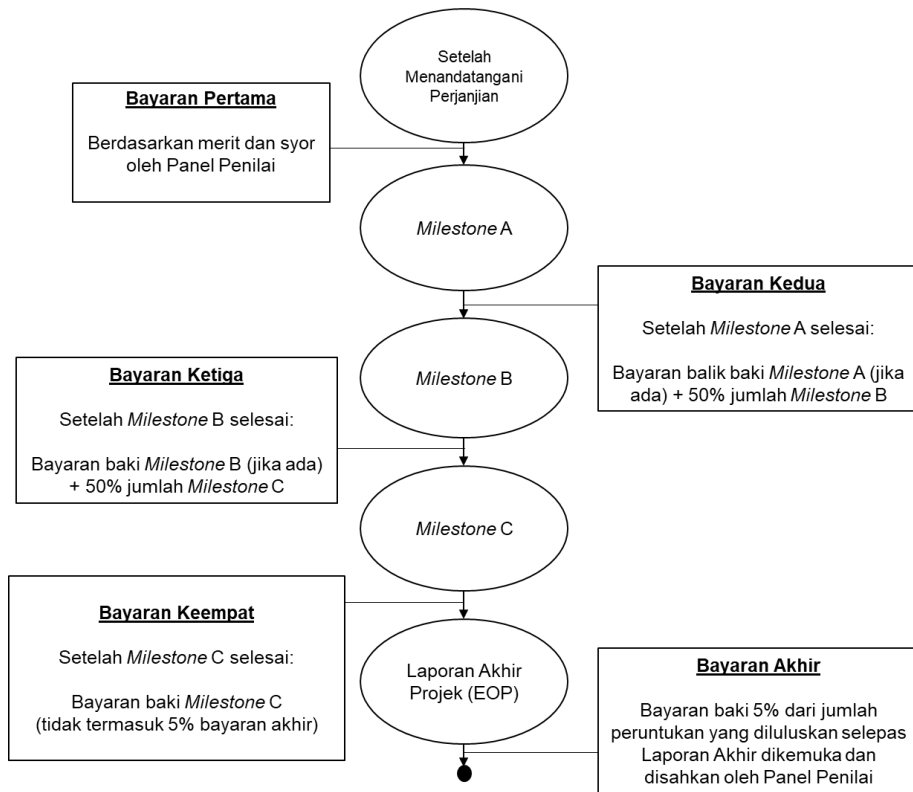 Setelah
Menandatangani
Perjanjian
Bayaran Pertama
Berdasarkan merit dan syor
oleh Panel Penilai
Milestone A
Bayaran Kedua
Setelah Milestone A selesai:
Bayaran balik baki Milestone A (jika
ada) + 50% jumlah Milestone B
Milestone B
Bayaran Ketiga
Setelah Milestone B selesai:
Bayaran baki Milestone B (jika ada)
+ 50% jumlah Milestone C
Milestone C
Bayaran Keempat
Setelah Milestone C selesai:
Bayaran baki Milestone C
(tidak termasuk 5% bayaran akhir)
Laporan Akhir
Projek (EOP)
Bayaran Akhir
Bayaran baki 5% dari jumlah
peruntukan yang diluluskan selepas
Laporan Akhir dikemuka dan
disahkan oleh Panel Penilai